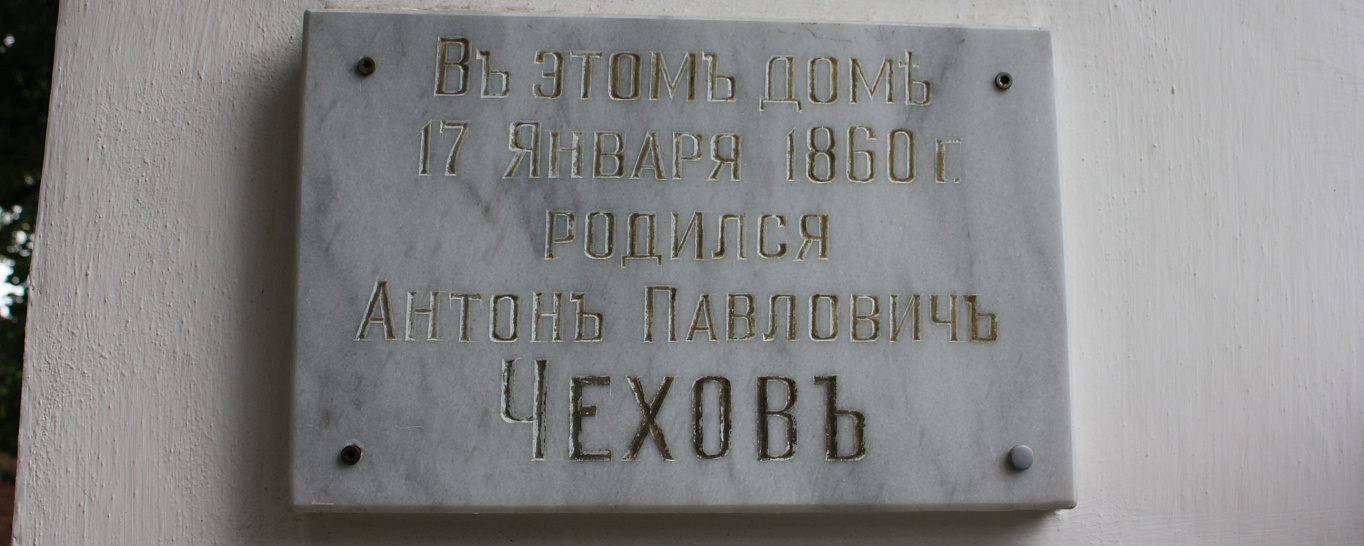 Въ этомъ домѣ
17 Января 1860 г.
родился
Антонъ Павловичъ
Чеховъ